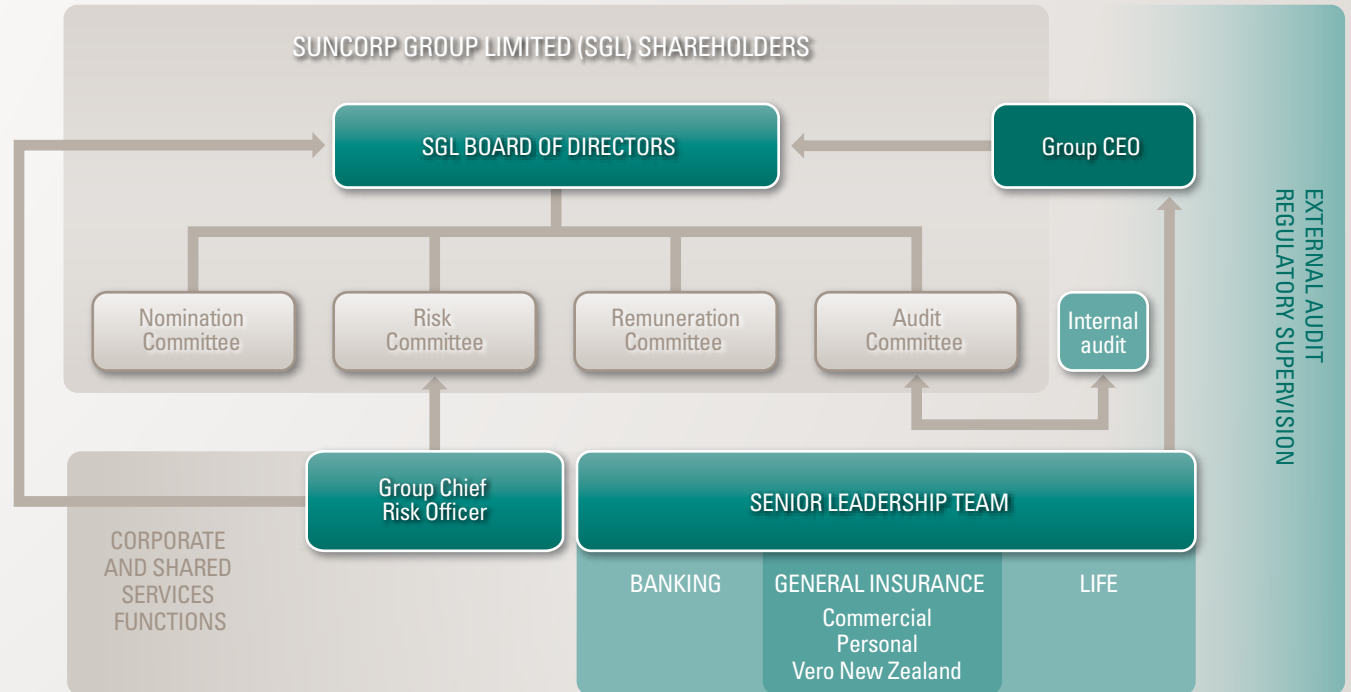 SUNCORP GROUP LIMITED (SGL) SHAREHOLDERS
SGL BOARD OF DIRECTORS
Group CEO
EXTERNAL AUDIT
REGULATORY SUPERVISION
Nomination
Committee
Risk
Committee
Remuneration
Committee
Audit
Committee
Internal
audit
Group Chief
Risk Officer
SENIOR LEADERSHIP TEAM
CORPORATE
AND SHARED
SERVICES
FUNCTIONS
BANKING
GENERAL INSURANCE
Commercial
Personal
Vero New Zealand
LIFE